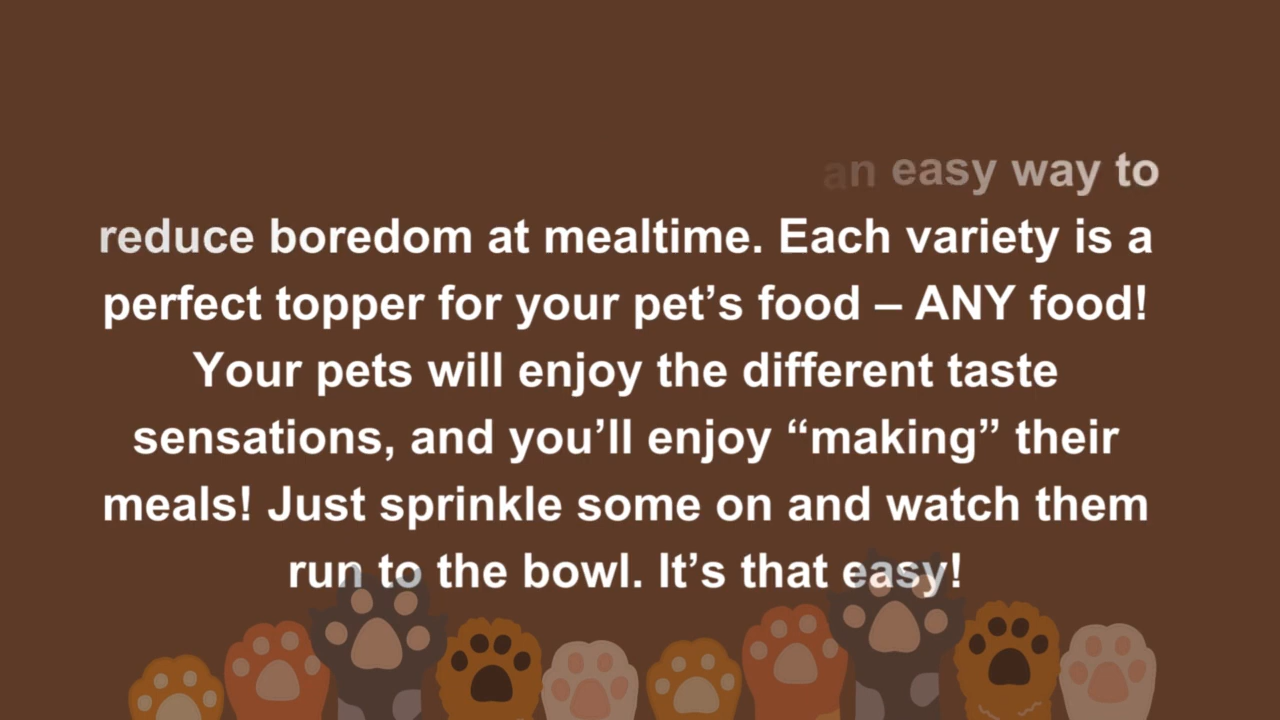 an easy way to
reduce boredom at mealtime. Each variety is a
perfect topper for your pet’s food – ANY food!
Your pets will enjoy the different taste
sensations, and you’ll enjoy “making” their
meals! Just sprinkle some on and watch them
run to the bowl. It’s that easy!